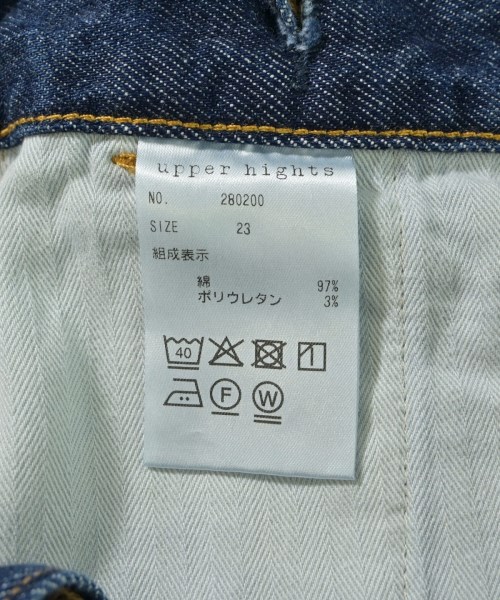 upper hights
NO. 280200
SIZE 23
組成表示
綿 97%
ポリウレタン 3%
40
F W